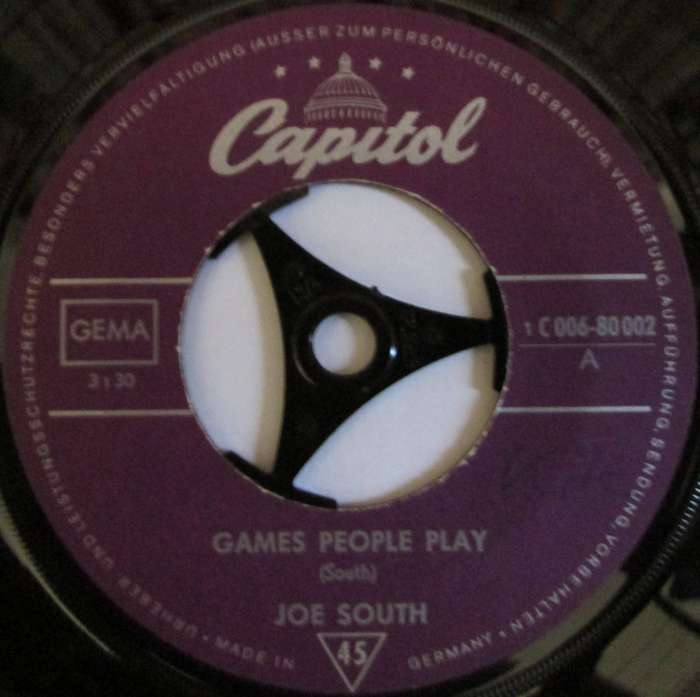 URHEBER- UND LEISTUNGSSCHUTZRECHTE, BESONDERS VERVIELFÄLTIGUNG (AUSSER ZUM PERSÖNLICHEN GEBRAUCH), VERMIETUNG, AUFFÜHRUNG, SENDUNG, VORBEHALTEN • MADE IN GERMANY •
Capitol
GEMA
3:30
1 C 006-80 002
A
GAMES PEOPLE PLAY
(South)
JOE SOUTH
45